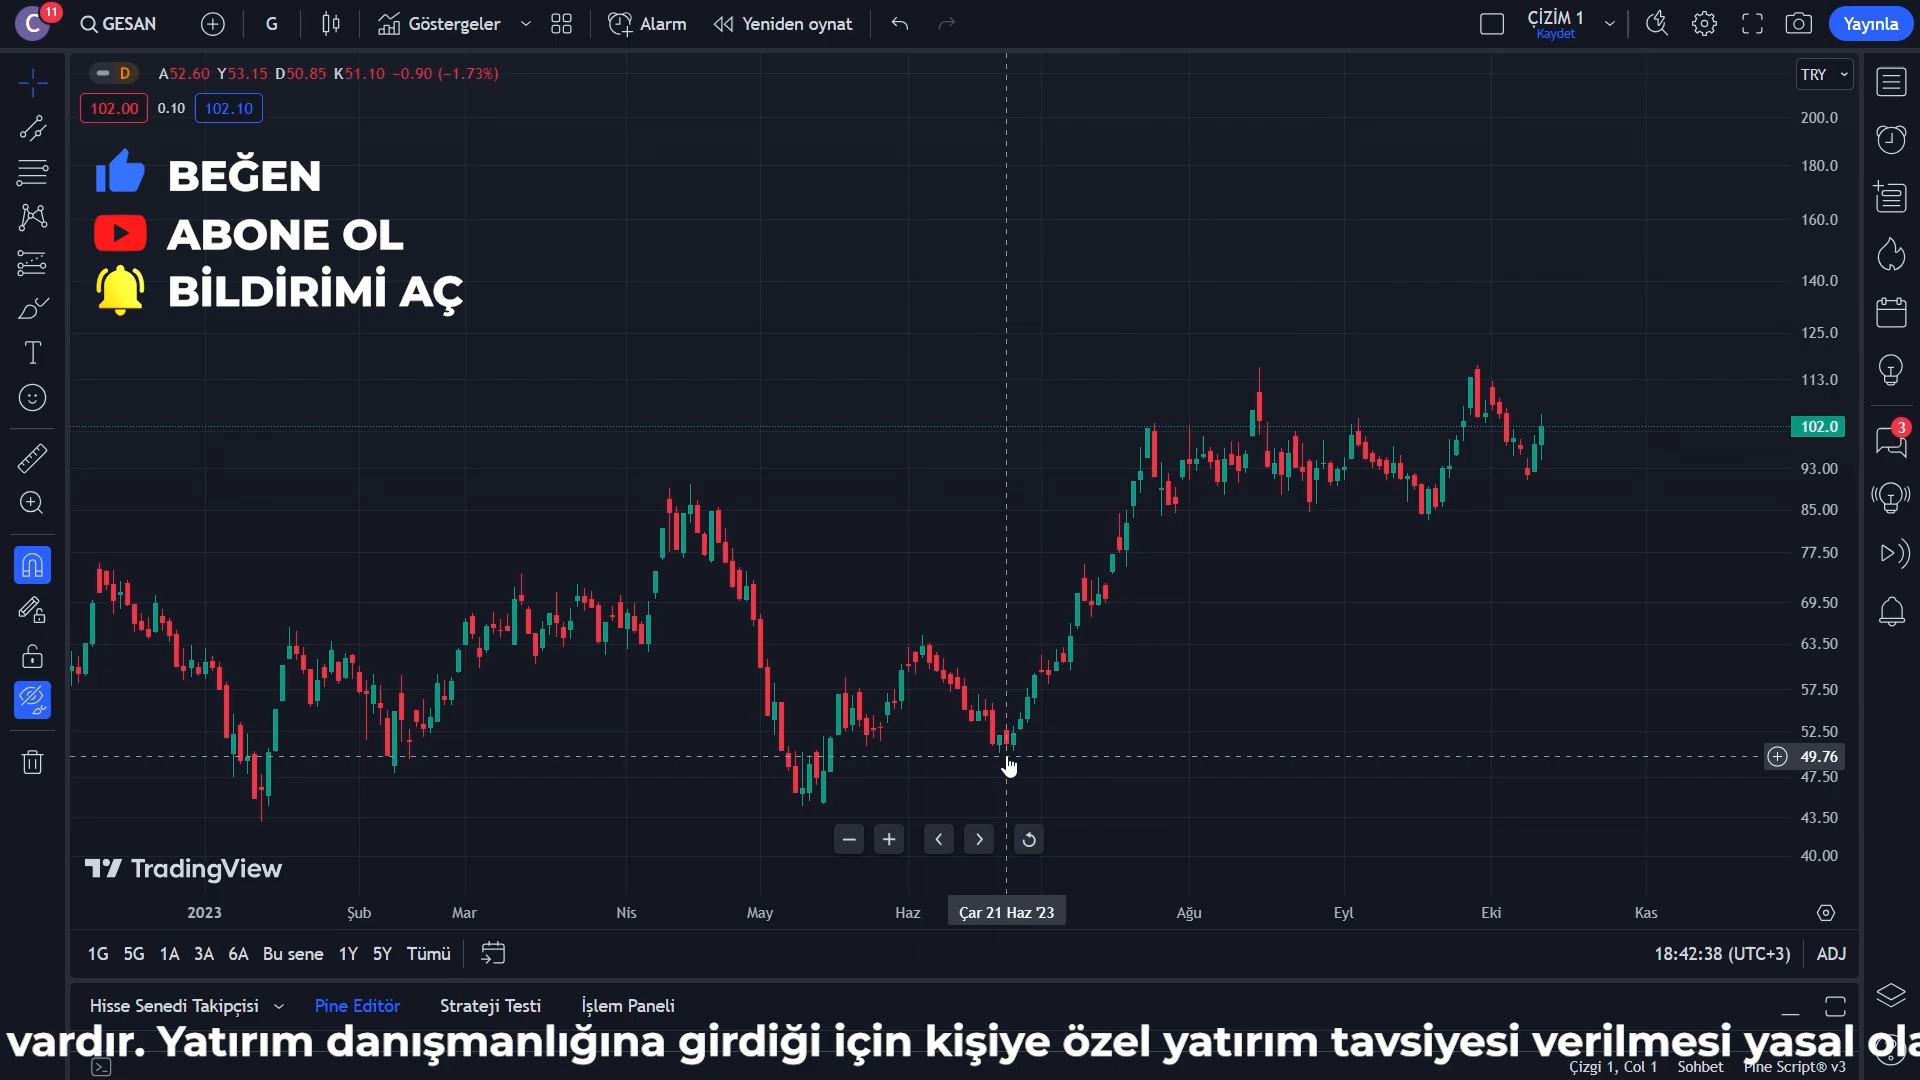 C 11 GESAN G Göstergeler Alarm Yeniden oynat ÇİZİM 1 Yayınla
Kaydet
D A52.60 Y53.15 D50.85 K51.10 −0.90 (−1.73%) TRY
102.00 0.10 102.10
BEĞEN
ABONE OL
BİLDİRİMİ AÇ
200.0
180.0
160.0
140.0
125.0
113.0
102.0
3
93.00
85.00
77.50
69.50
63.50
57.50
52.50
49.76
47.50
43.50
40.00
TradingView
2023 Şub Mar Nis May Haz Çar 21 Haz '23 Ağu Eyl Eki Kas
1G 5G 1A 3A 6A Bu sene 1Y 5Y Tümü 18:42:38 (UTC+3) ADJ
Hisse Senedi Takipçisi Pine Editör Strateji Testi İşlem Paneli
vardır. Yatırım danışmanlığına girdiği için kişiye özel yatırım tavsiyesi verilmesi yasal ola
Çizgi 1, Col 1 Sohbet Pine Script® v3